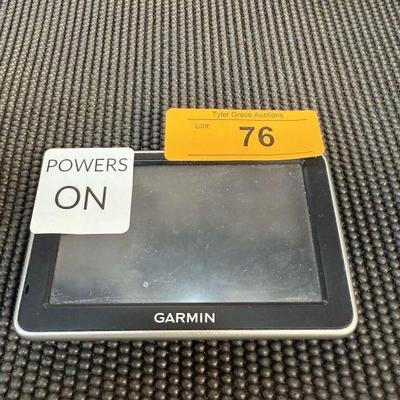 Tyler Grace Auctions
Lot#:
76
POWERS
ON
GARMIN